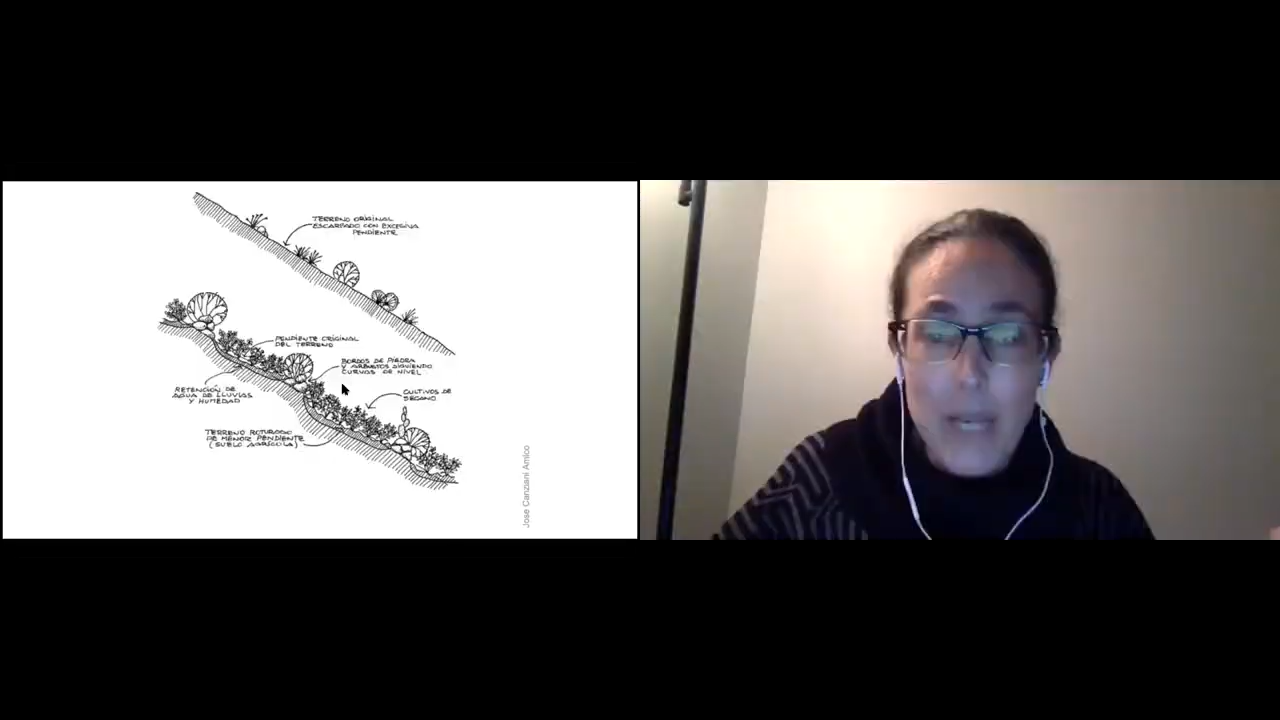 TERRENO ORIGINAL
ESCARPADO CON EXCESIVA
PENDIENTE
PENDIENTE ORIGINAL
DEL TERRENO
BORDOS DE PIEDRA
Y ARBUSTOS SIGUIENDO
CURVAS DE NIVEL
RETENCIÓN DE
AGUA DE LLUVIAS
Y HUMEDAD
CULTIVOS DE
SECANO
TERRENO ROTURADO
DE MENOR PENDIENTE
(SUELO AGRÍCOLA)
Jose Canziani Amico